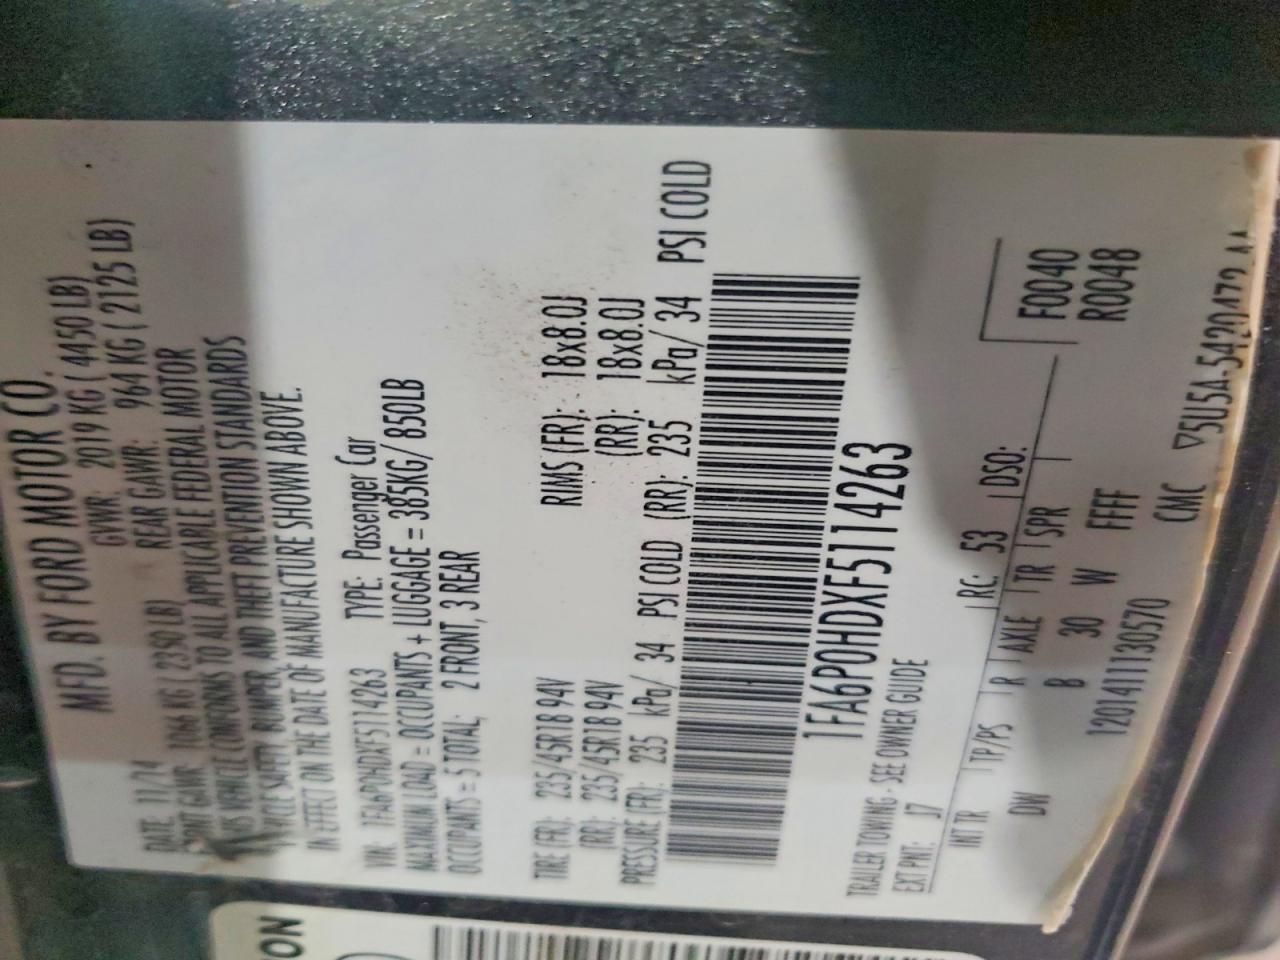 MFD. BY FORD MOTOR CO.
DATE: 11/14 GVWR: 2019 KG ( 4450 LB)
FRONT GAWR: 1066 KG ( 2350 LB) REAR GAWR: 964 KG ( 2125 LB)
THIS VEHICLE CONFORMS TO ALL APPLICABLE FEDERAL MOTOR
VEHICLE SAFETY, BUMPER, AND THEFT PREVENTION STANDARDS
IN EFFECT ON THE DATE OF MANUFACTURE SHOWN ABOVE.
VIN: 1FA6P0HDXF5114263 TYPE: Passenger Car
MAXIMUM LOAD = OCCUPANTS + LUGGAGE = 385KG/ 850LB
OCCUPANTS = 5 TOTAL; 2 FRONT, 3 REAR
TIRE (FR): 235/45R18 94V RIMS (FR): 18x8.0J
(RR): 235/45R18 94V (RR): 18x8.0J
PRESSURE (FR): 235 kPa/ 34 PSI COLD (RR): 235 kPa/ 34 PSI COLD
1FA6P0HDXF5114263
TRAILER TOWING - SEE OWNER GUIDE
EXT PNT: J7 RC: 53 DSO:
F0040
R0048
INT TR TP/PS R AXLE TR SPR
DW B 30 W FFF
120141130570 CMC ▽5U5A-5420472-AA
ON